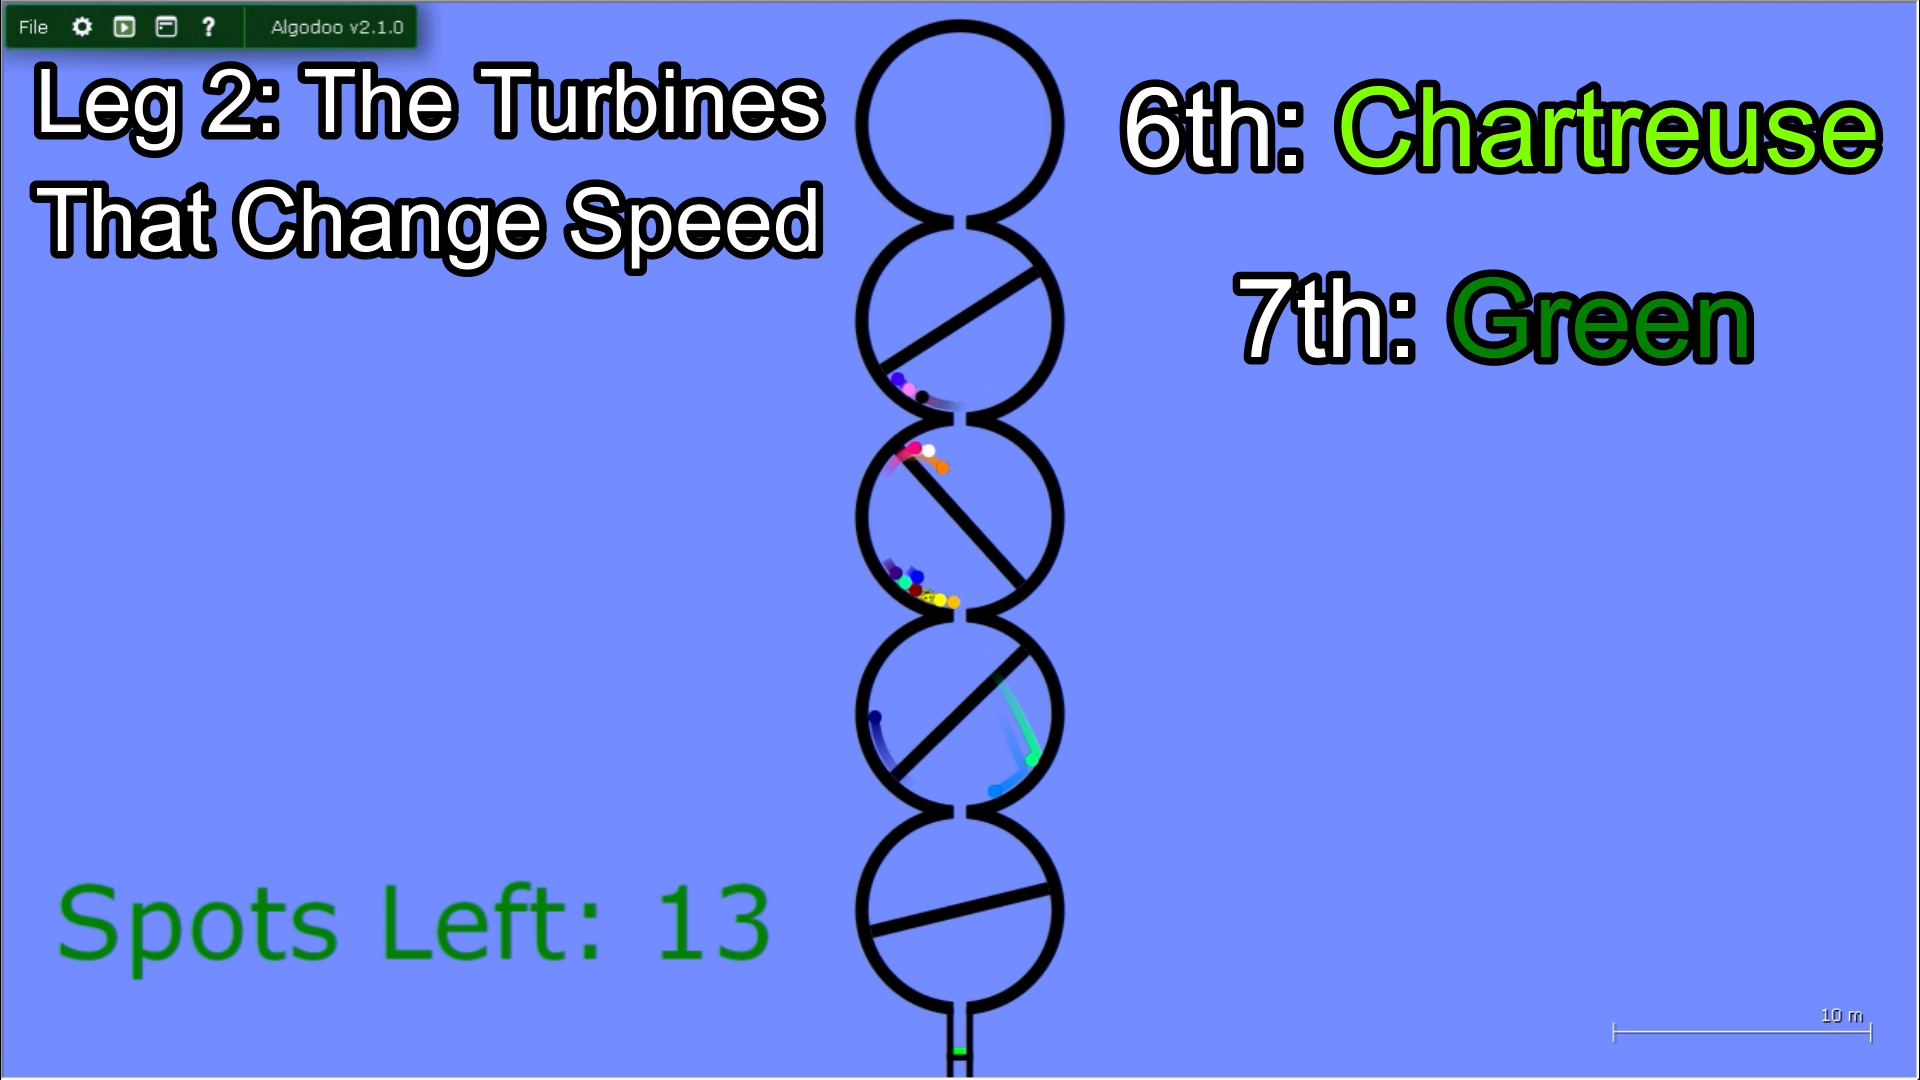 File ? Algodoo v2.1.0
Leg 2: The Turbines
That Change Speed
6th: Chartreuse
7th: Green
Spots Left: 13
10 m